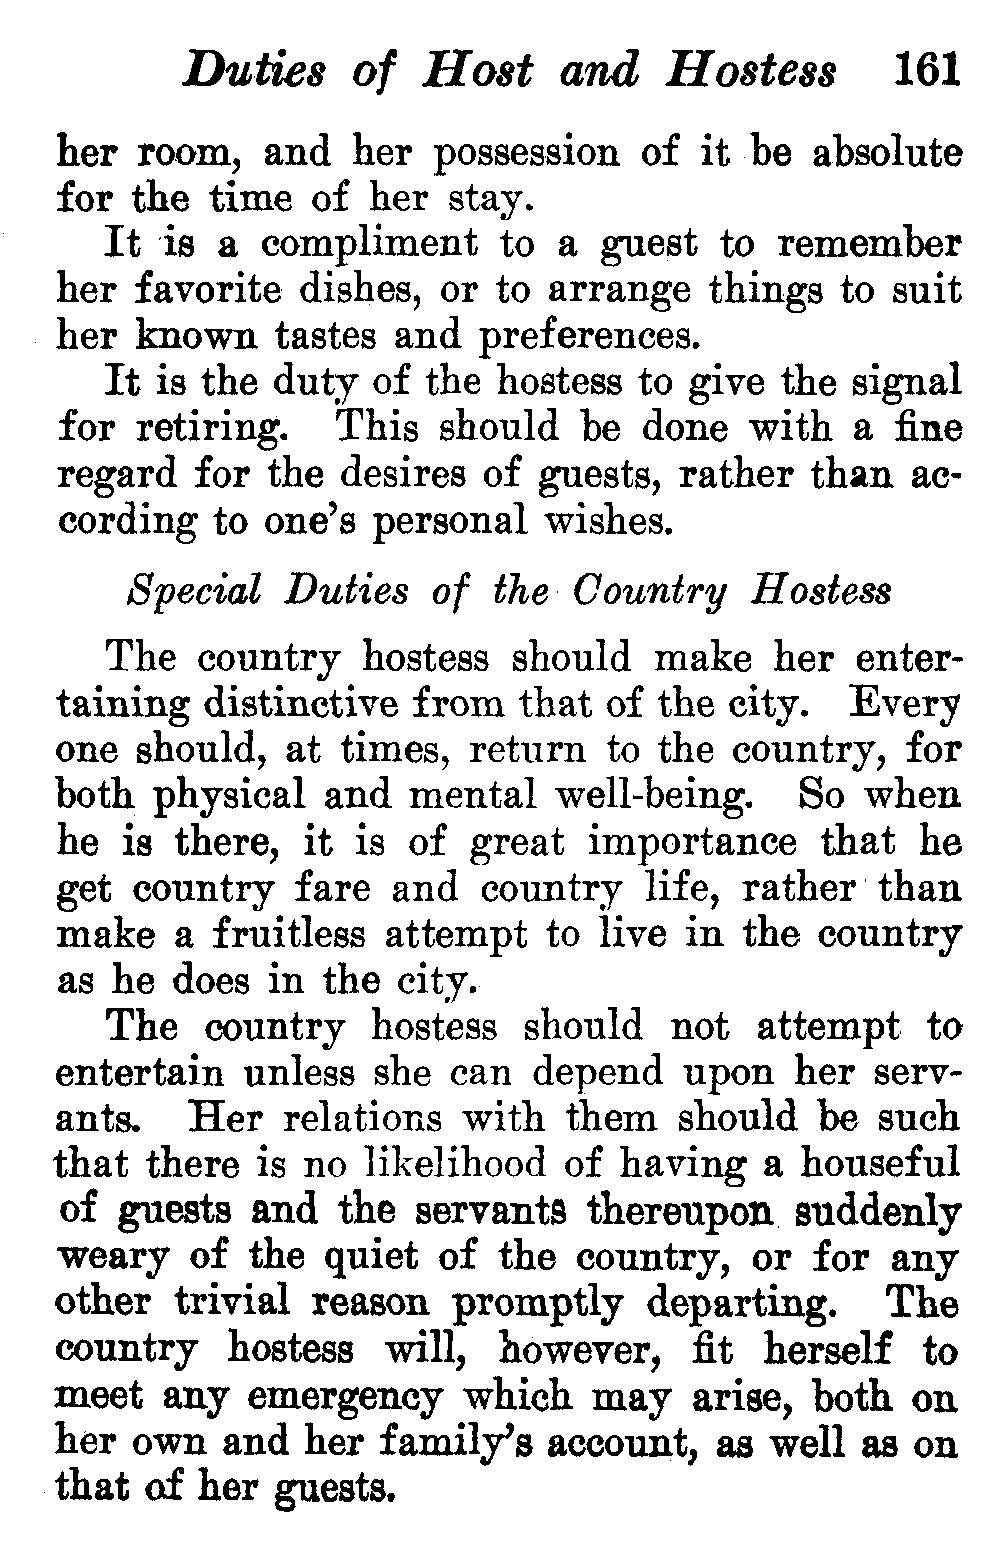 Duties of Host and Hostess 161
her room, and her possession of it be absolute
for the time of her stay.
It is a compliment to a guest to remember
her favorite dishes, or to arrange things to suit
her known tastes and preferences.
It is the duty of the hostess to give the signal
for retiring. This should be done with a fine
regard for the desires of guests, rather than ac-
cording to one's personal wishes.
Special Duties of the Country Hostess
The country hostess should make her enter-
taining distinctive from that of the city. Every
one should, at times, return to the country, for
both physical and mental well-being. So when
he is there, it is of great importance that he
get country fare and country life, rather than
make a fruitless attempt to live in the country
as he does in the city.
The country hostess should not attempt to
entertain unless she can depend upon her serv-
ants. Her relations with them should be such
that there is no likelihood of having a houseful
of guests and the servants thereupon suddenly
weary of the quiet of the country, or for any
other trivial reason promptly departing. The
country hostess will, however, fit herself to
meet any emergency which may arise, both on
her own and her family's account, as well as on
that of her guests.